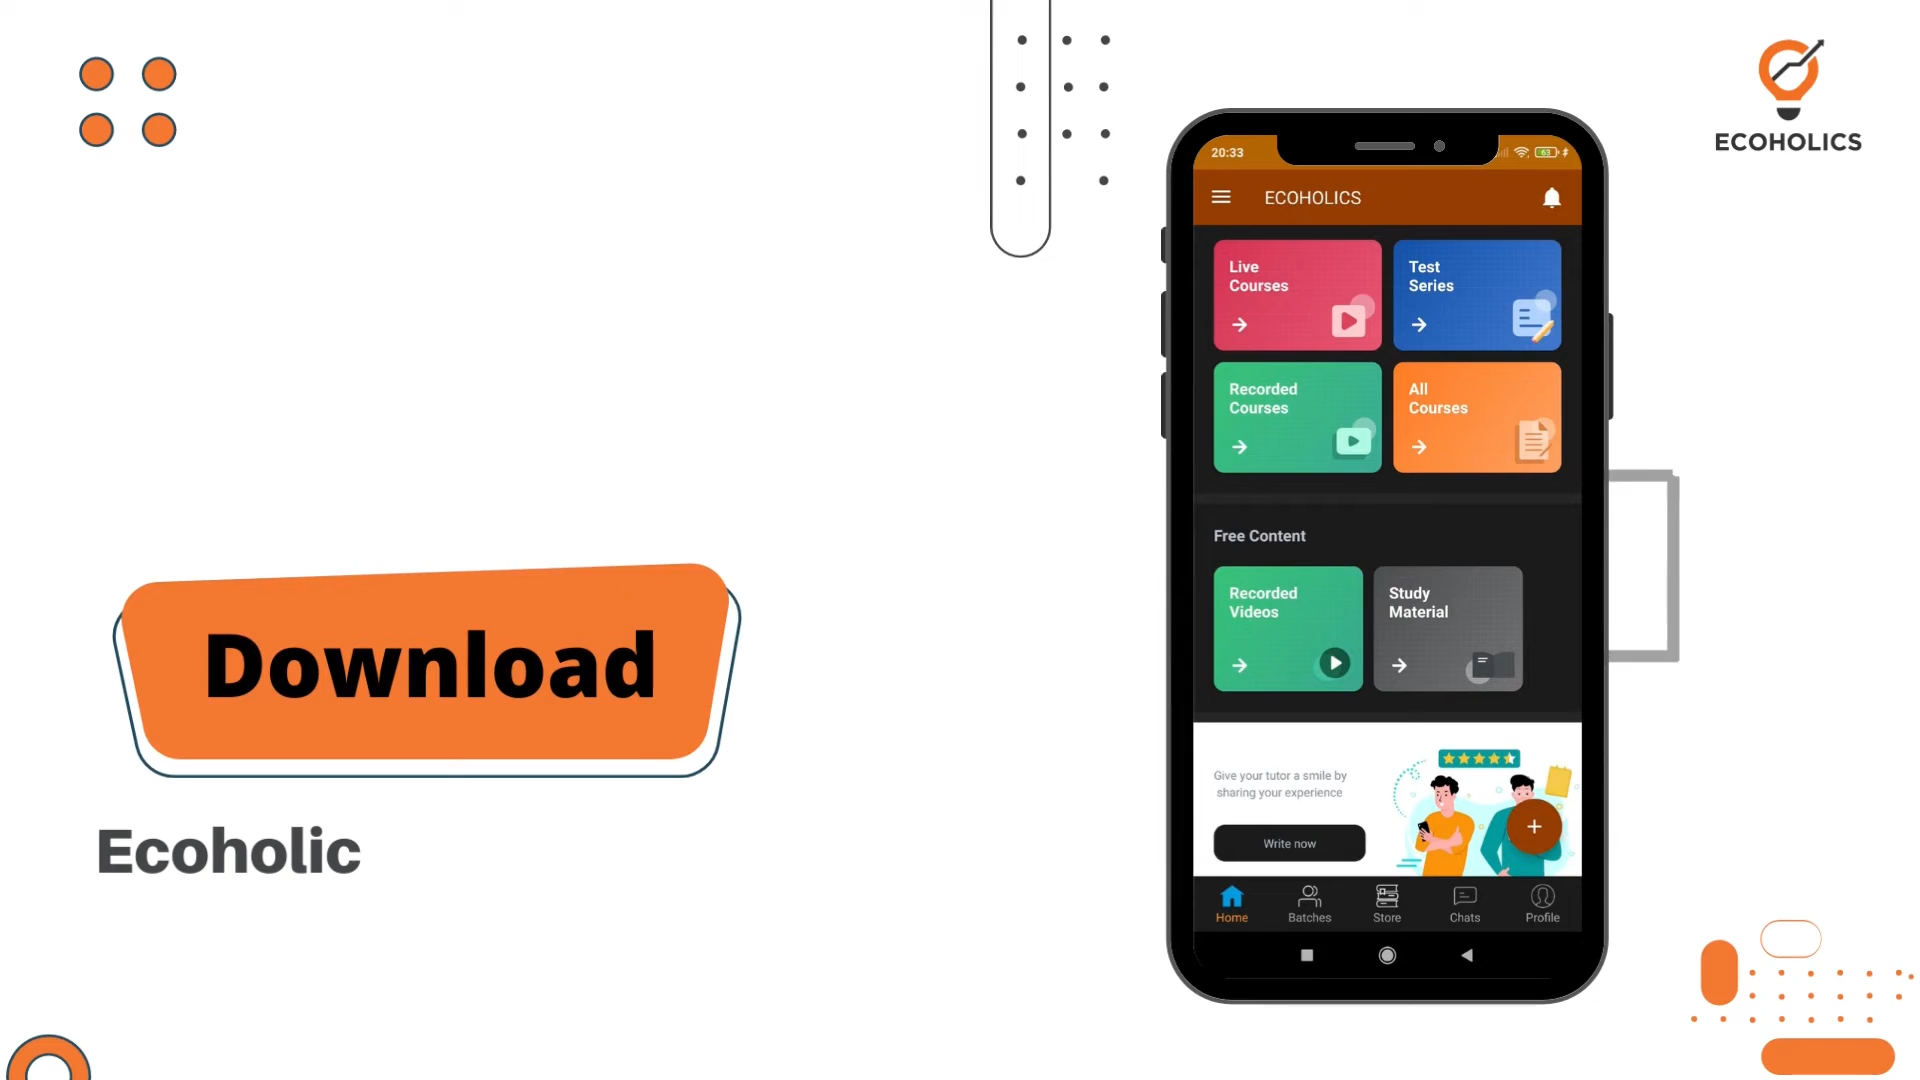 ECOHOLICS
20:33
63
ECOHOLICS
Live
Courses
Test
Series
Recorded
Courses
All
Courses
Free Content
Recorded
Videos
Study
Material
Give your tutor a smile by
sharing your experience
Write now
Home
Batches
Store
Chats
Profile
Download
Ecoholic